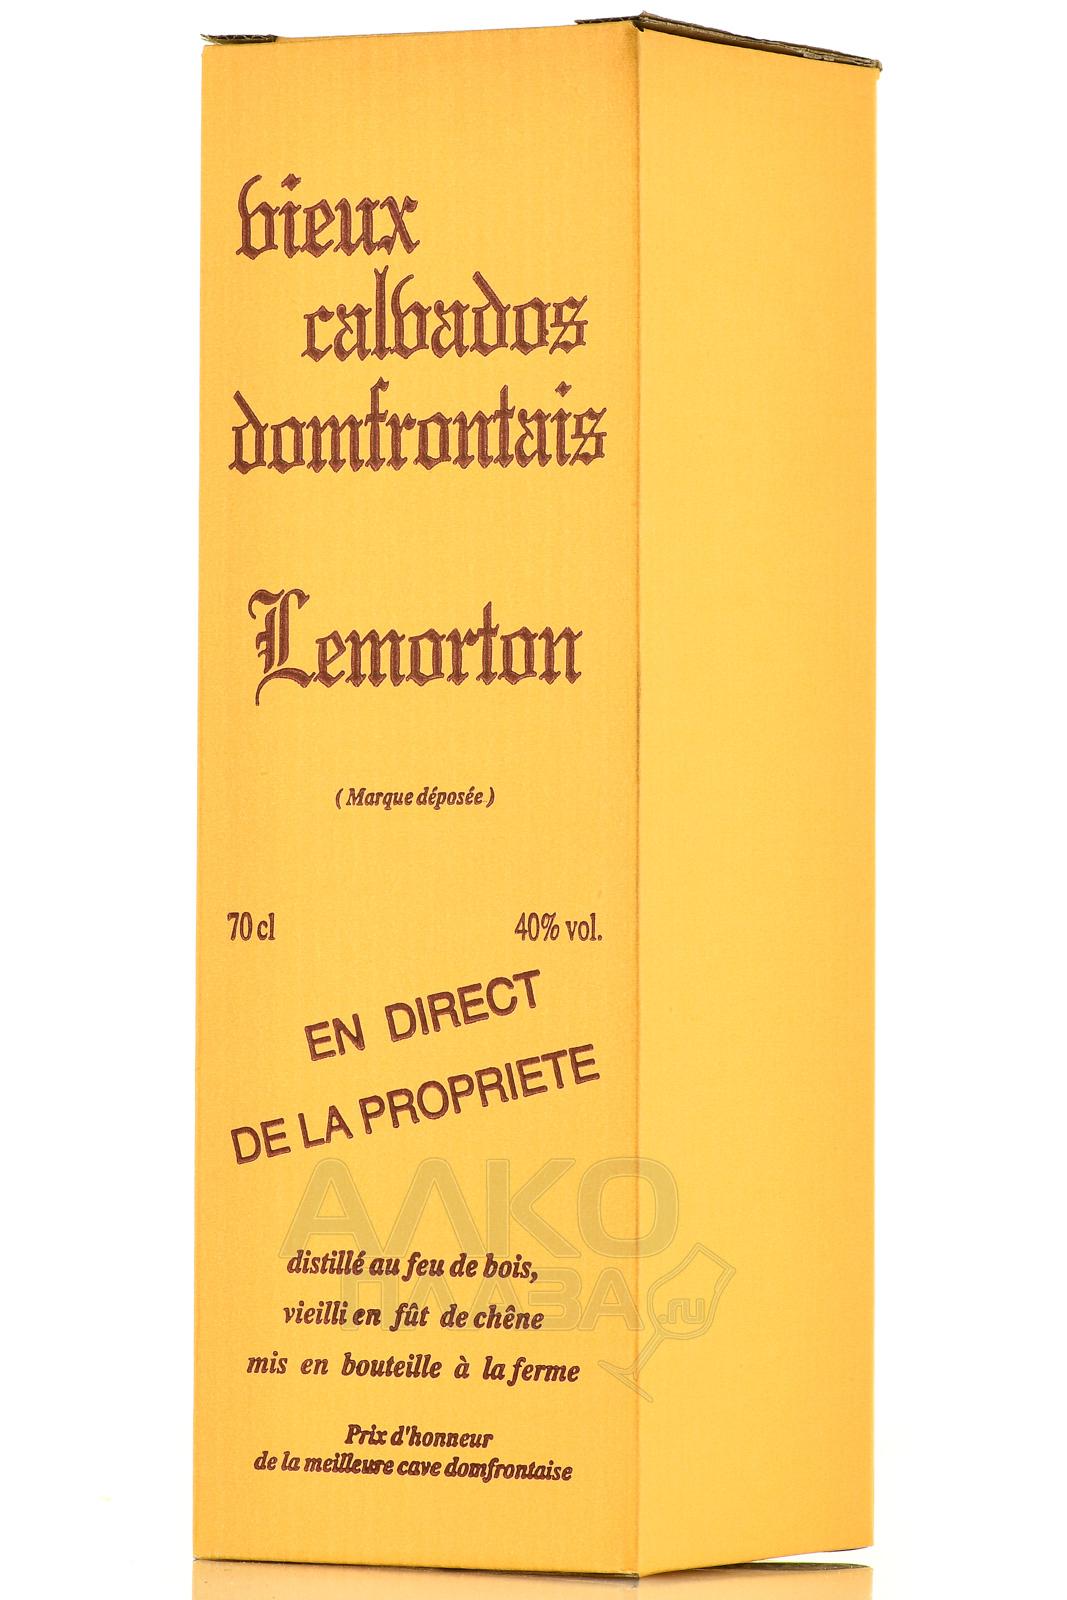 vieux
calvados
domfrontais
Lemorton
( Marque déposée )
70 cl 40% vol.
EN DIRECT
DE LA PROPRIETE
АЛКО
ПЛАЗА.ru
distillé au feu de bois,
vieilli en fût de chêne
mis en bouteille à la ferme
Prix d'honneur
de la meilleure cave domfrontaise